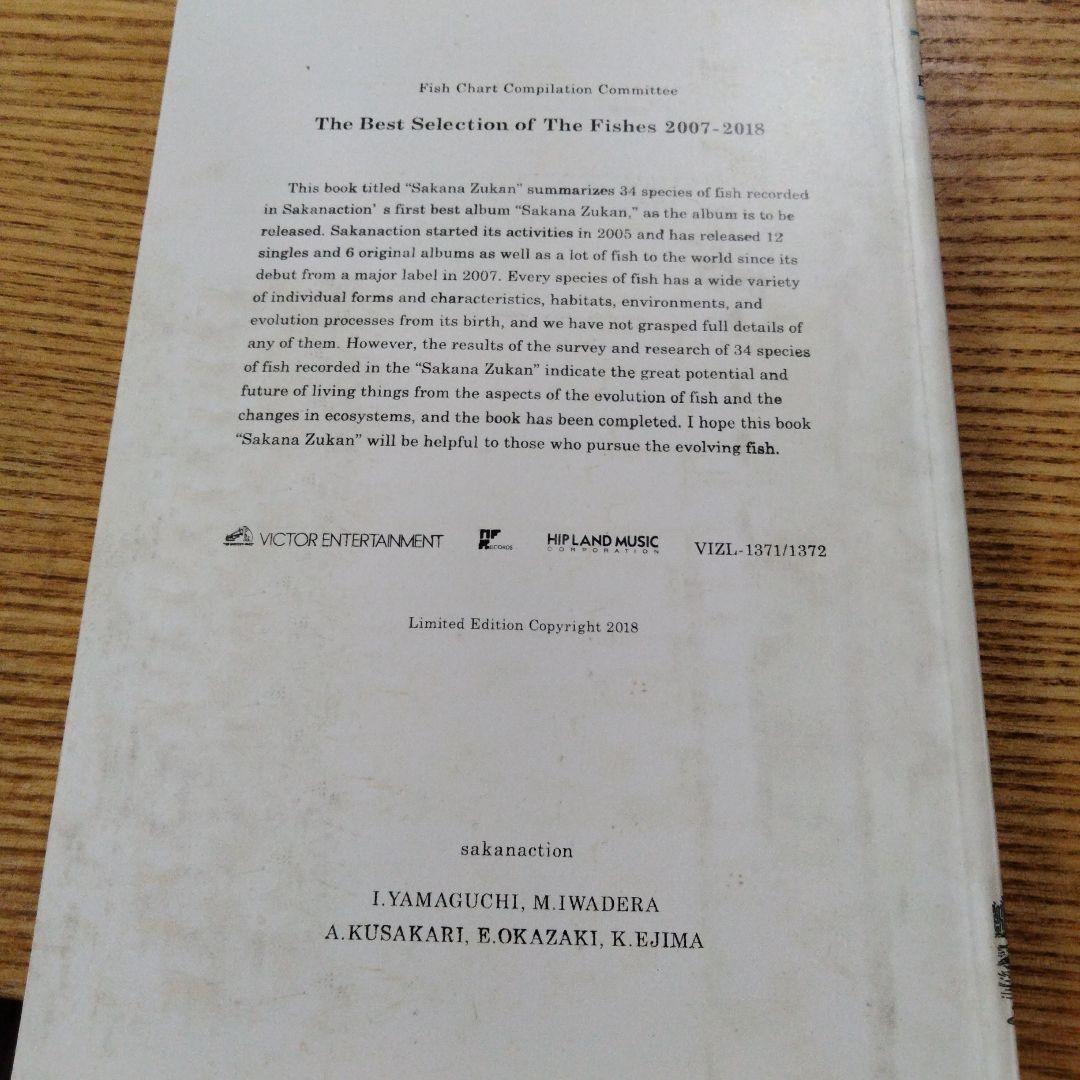 Fish Chart Compilation Committee
The Best Selection of The Fishes 2007-2018
This book titled “Sakana Zukan” summarizes 34 species of fish recorded
in Sakanaction’ s first best album “Sakana Zukan,” as the album is to be
released. Sakanaction started its activities in 2005 and has released 12
singles and 6 original albums as well as a lot of fish to the world since its
debut from a major label in 2007. Every species of fish has a wide variety
of individual forms and characteristics, habitats, environments, and
evolution processes from its birth, and we have not grasped full details of
any of them. However, the results of the survey and research of 34 species
of fish recorded in the “Sakana Zukan” indicate the great potential and
future of living things from the aspects of the evolution of fish and the
changes in ecosystems, and the book has been completed. I hope this book
“Sakana Zukan” will be helpful to those who pursue the evolving fish.
VICTOR ENTERTAINMENT
NF RECORDS
HIP LAND MUSIC
CORPORATION
VIZL-1371/1372
Limited Edition Copyright 2018
sakanaction
I.YAMAGUCHI, M.IWADERA
A.KUSAKARI, E.OKAZAKI, K.EJIMA